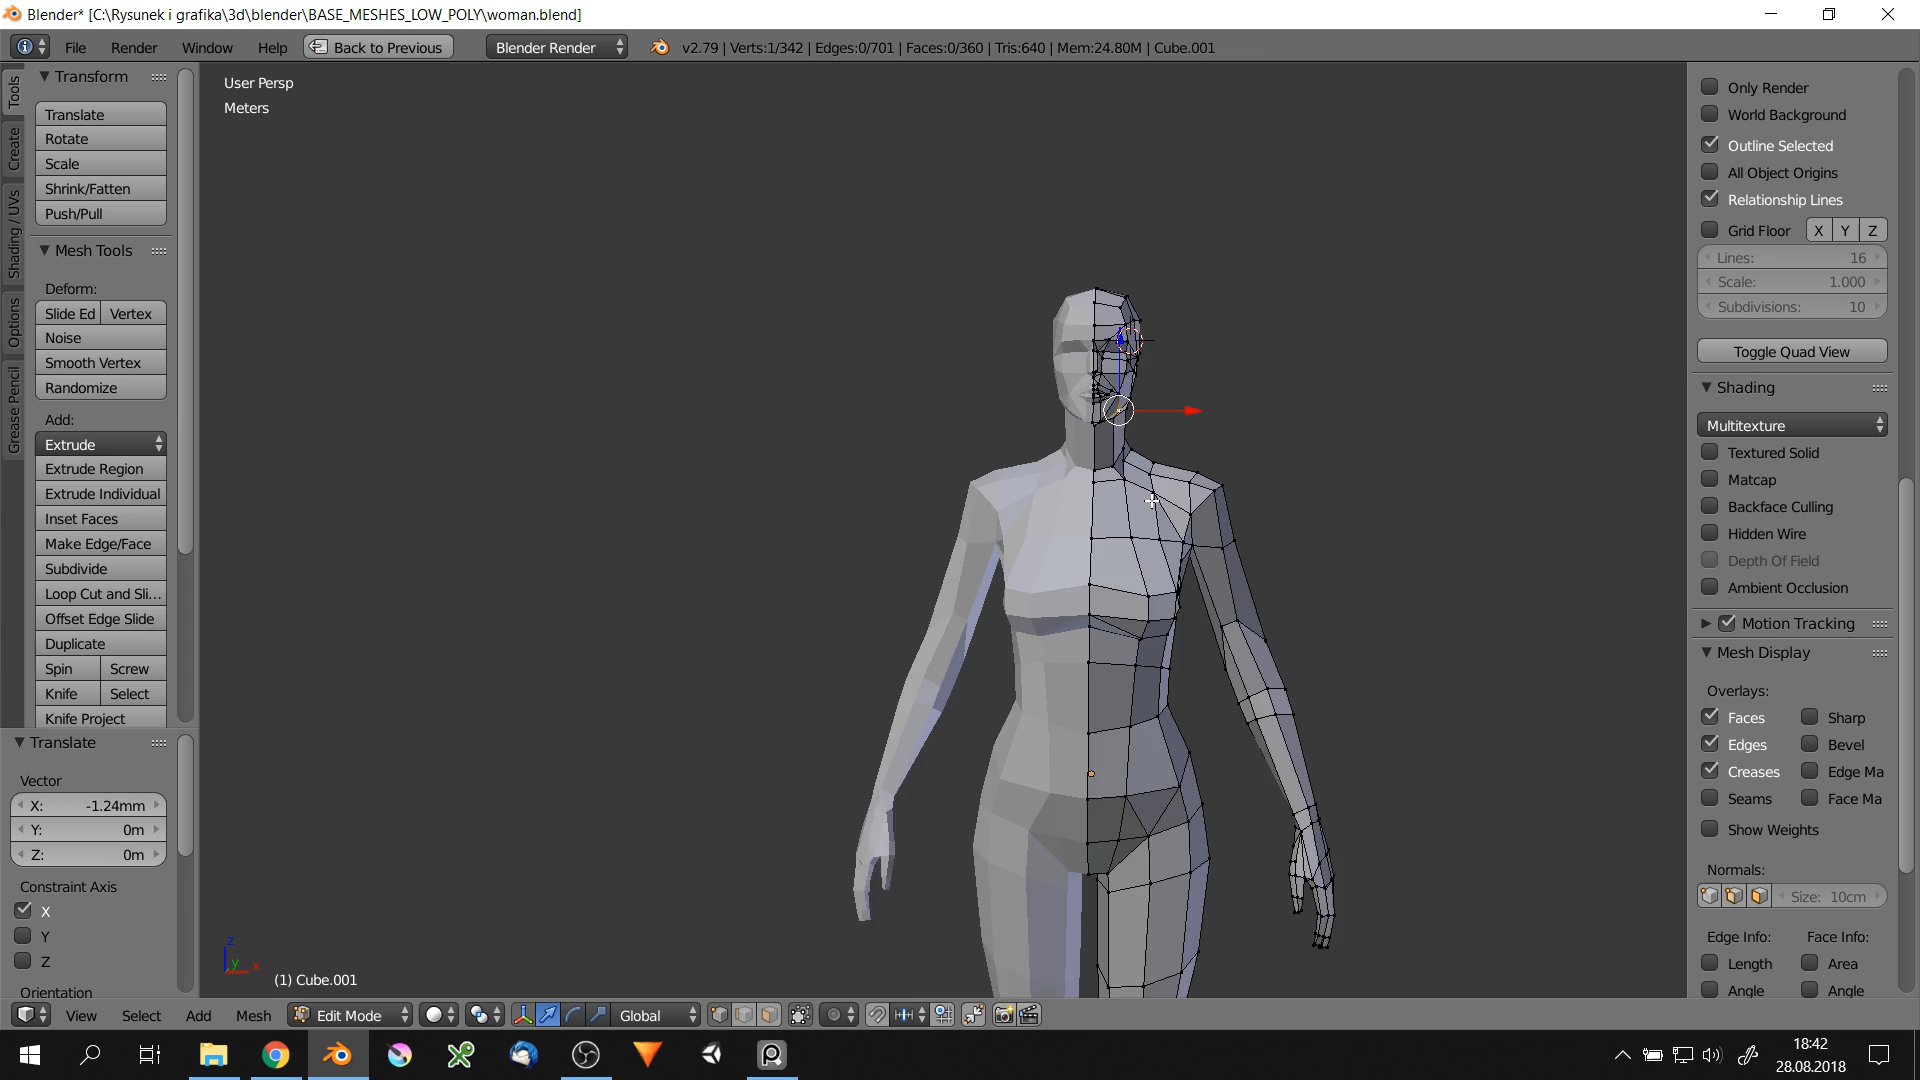 Blender* [C:\Rysunek i grafika\3d\blender\BASE_MESHES_LOW_POLY\woman.blend]
File Render Window Help Back to Previous Blender Render v2.79 | Verts:1/342 | Edges:0/701 | Faces:0/360 | Tris:640 | Mem:24.80M | Cube.001
Tools
Create
Shading / UVs
Options
Grease Pencil
Transform
Translate
Rotate
Scale
Shrink/Fatten
Push/Pull
Mesh Tools
Deform:
Slide Ed Vertex
Noise
Smooth Vertex
Randomize
Add:
Extrude
Extrude Region
Extrude Individual
Inset Faces
Make Edge/Face
Subdivide
Loop Cut and Sli...
Offset Edge Slide
Duplicate
Spin Screw
Knife Select
Knife Project
Translate
Vector
X: -1.24mm
Y: 0m
Z: 0m
Constraint Axis
X
Y
Z
Orientation
User Persp
Meters
z
y x
(1) Cube.001
Only Render
World Background
Outline Selected
All Object Origins
Relationship Lines
Grid Floor X Y Z
Lines: 16
Scale: 1.000
Subdivisions: 10
Toggle Quad View
Shading
Multitexture
Textured Solid
Matcap
Backface Culling
Hidden Wire
Depth Of Field
Ambient Occlusion
Motion Tracking
Mesh Display
Overlays:
Faces Sharp
Edges Bevel
Creases Edge Ma
Seams Face Ma
Show Weights
Normals:
Size: 10cm
Edge Info: Face Info:
Length Area
Angle Angle
View Select Add Mesh Edit Mode Global
18:42
28.08.2018